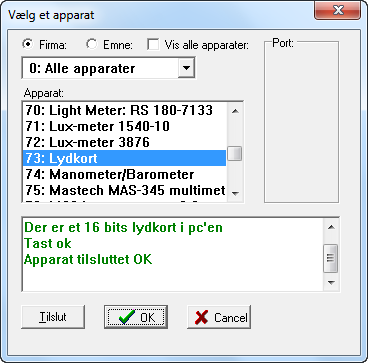 Vælg et apparat
Firma: Emne: Vis alle apparater:
Port:
0: Alle apparater
Apparat:
70: Light Meter: RS 180-7133
71: Lux-meter 1540-10
72: Lux-meter 3876
73: Lydkort
74: Manometer/Barometer
75: Mastech MAS-345 multimet
Der er et 16 bits lydkort i pc'en
Tast ok
Apparat tilsluttet OK
Tilslut OK Cancel